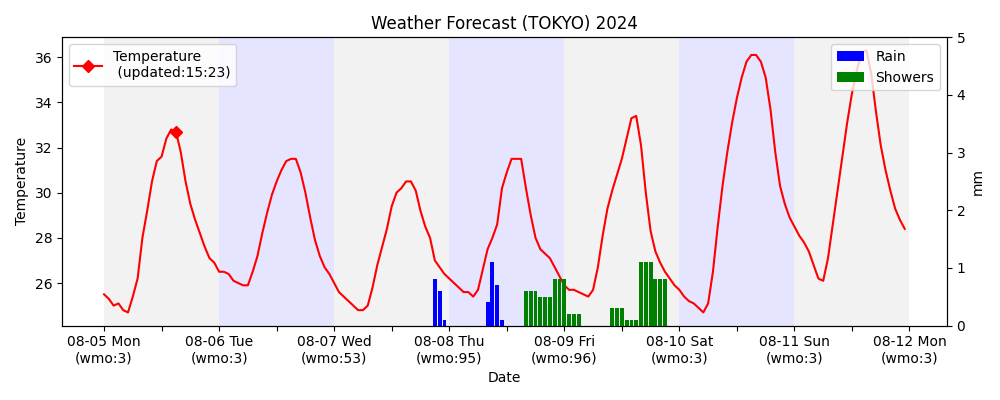 Weather Forecast (TOKYO) 2024
Temperature
(updated:15:23)
Rain
Showers
36
34
32
30
28
26
Temperature
5
4
3
2
1
0
mm
08-05 Mon
(wmo:3)
08-06 Tue
(wmo:3)
08-07 Wed
(wmo:53)
08-08 Thu
(wmo:95)
08-09 Fri
(wmo:96)
08-10 Sat
(wmo:3)
08-11 Sun
(wmo:3)
08-12 Mon
(wmo:3)
Date